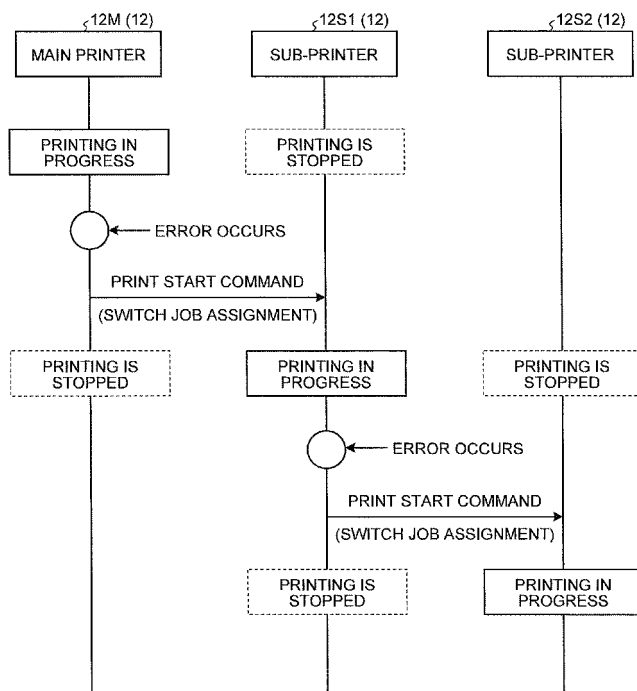 12M (12)
12S1 (12)
12S2 (12)
MAIN PRINTER
SUB-PRINTER
SUB-PRINTER
PRINTING IN
PROGRESS
PRINTING IS
STOPPED
ERROR OCCURS
PRINT START COMMAND
(SWITCH JOB ASSIGNMENT)
PRINTING IS
STOPPED
PRINTING IN
PROGRESS
PRINTING IS
STOPPED
ERROR OCCURS
PRINT START COMMAND
(SWITCH JOB ASSIGNMENT)
PRINTING IS
STOPPED
PRINTING IN
PROGRESS